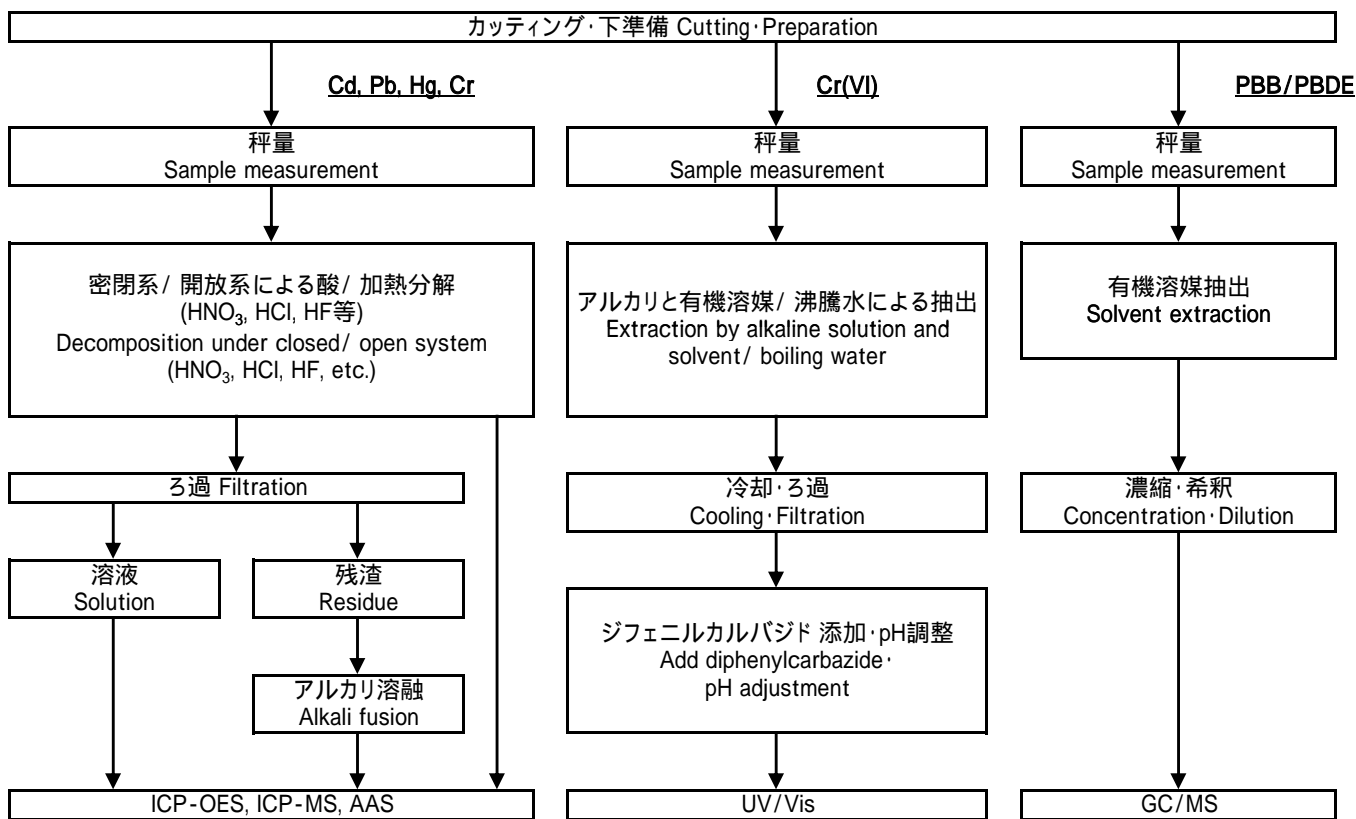 カッティング・下準備 Cutting・Preparation
Cd, Pb, Hg, Cr
Cr(VI)
PBB/PBDE
秤量
Sample measurement
秤量
Sample measurement
秤量
Sample measurement
密閉系/ 開放系による酸/ 加熱分解
(HNO₃, HCl, HF等)
Decomposition under closed/ open system
(HNO₃, HCl, HF, etc.)
アルカリと有機溶媒/ 沸騰水による抽出
Extraction by alkaline solution and
solvent/ boiling water
有機溶媒抽出
Solvent extraction
ろ過 Filtration
冷却・ろ過
Cooling・Filtration
濃縮・希釈
Concentration・Dilution
溶液
Solution
残渣
Residue
アルカリ溶融
Alkali fusion
ジフェニルカルバジド 添加・pH調整
Add diphenylcarbazide・
pH adjustment
ICP-OES, ICP-MS, AAS
UV/Vis
GC/MS